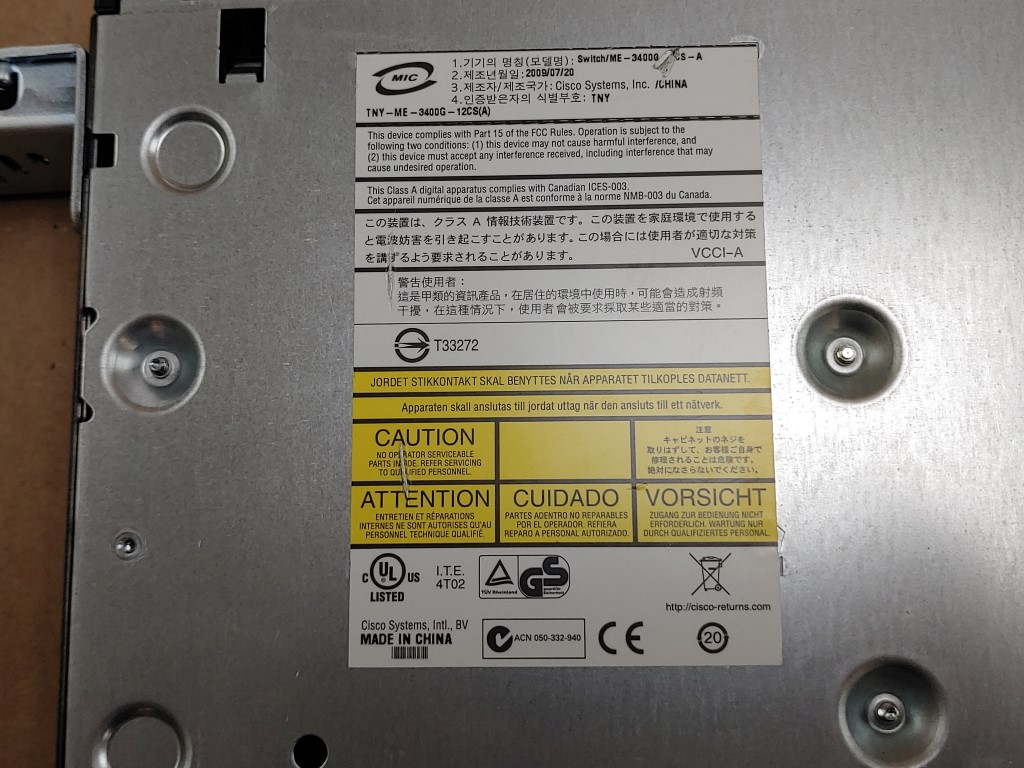 MIC
1.기기의 명칭(모델명): Switch/ME-3400G CS-A
2.제조년월일: 2009/07/20
3.제조자/제조국가: Cisco Systems, Inc. /CHINA
4.인증받은자의 식별부호: TNY
TNY-ME-3400G-12CS(A)
This device complies with Part 15 of the FCC Rules. Operation is subject to the
following two conditions: (1) this device may not cause harmful interference, and
(2) this device must accept any interference received, including interference that may
cause undesired operation.
This Class A digital apparatus complies with Canadian ICES-003.
Cet appareil numérique de la classe A est conforme à la norme NMB-003 du Canada.
この装置は、クラス A 情報技術装置です。この装置を家庭環境で使用する
と電波妨害を引き起こすことがあります。この場合には使用者が適切な対策
を講ずるよう要求されることがあります。
VCCI-A
警告使用者：
這是甲類的資訊產品，在居住的環境中使用時，可能會造成射頻
干擾，在這種情況下，使用者會被要求採取某些適當的對策。
T33272
JORDET STIKKONTAKT SKAL BENYTTES NÅR APPARATET TILKOPLES DATANETT.
Apparaten skall anslutas till jordat uttag när den ansluts till ett nätverk.
CAUTION
NO OPERATOR SERVICEABLE
PARTS INSIDE. REFER SERVICING
TO QUALIFIED PERSONNEL.
注意
キャビネットのネジを
取りはずして、お客様ご自身で
修理されることは危険です。
絶対になさらないでください。
ATTENTION
ENTRETIEN ET RÉPARATIONS
INTERNES NE SONT AUTORISES QU'AU
PERSONNEL TECHNIQUE QUALIFIÉ.
CUIDADO
PARTES ADENTRO NO REPARABLES
POR EL OPERADOR. REFIERA
REPARO A PERSONAL AUTORIZADO.
VORSICHT
ZUGANG ZUR BEDIENUNG NICHT
ERFORDERLICH. WARTUNG NUR
DURCH QUALIFIZIERTES PERSONAL.
C UL US
LISTED
I.T.E.
4T02
TÜV Rheinland
GS
geprüfte
Sicherheit
http://cisco-returns.com
Cisco Systems, Intl., BV
MADE IN CHINA
ACN 050-332-940
CE
20